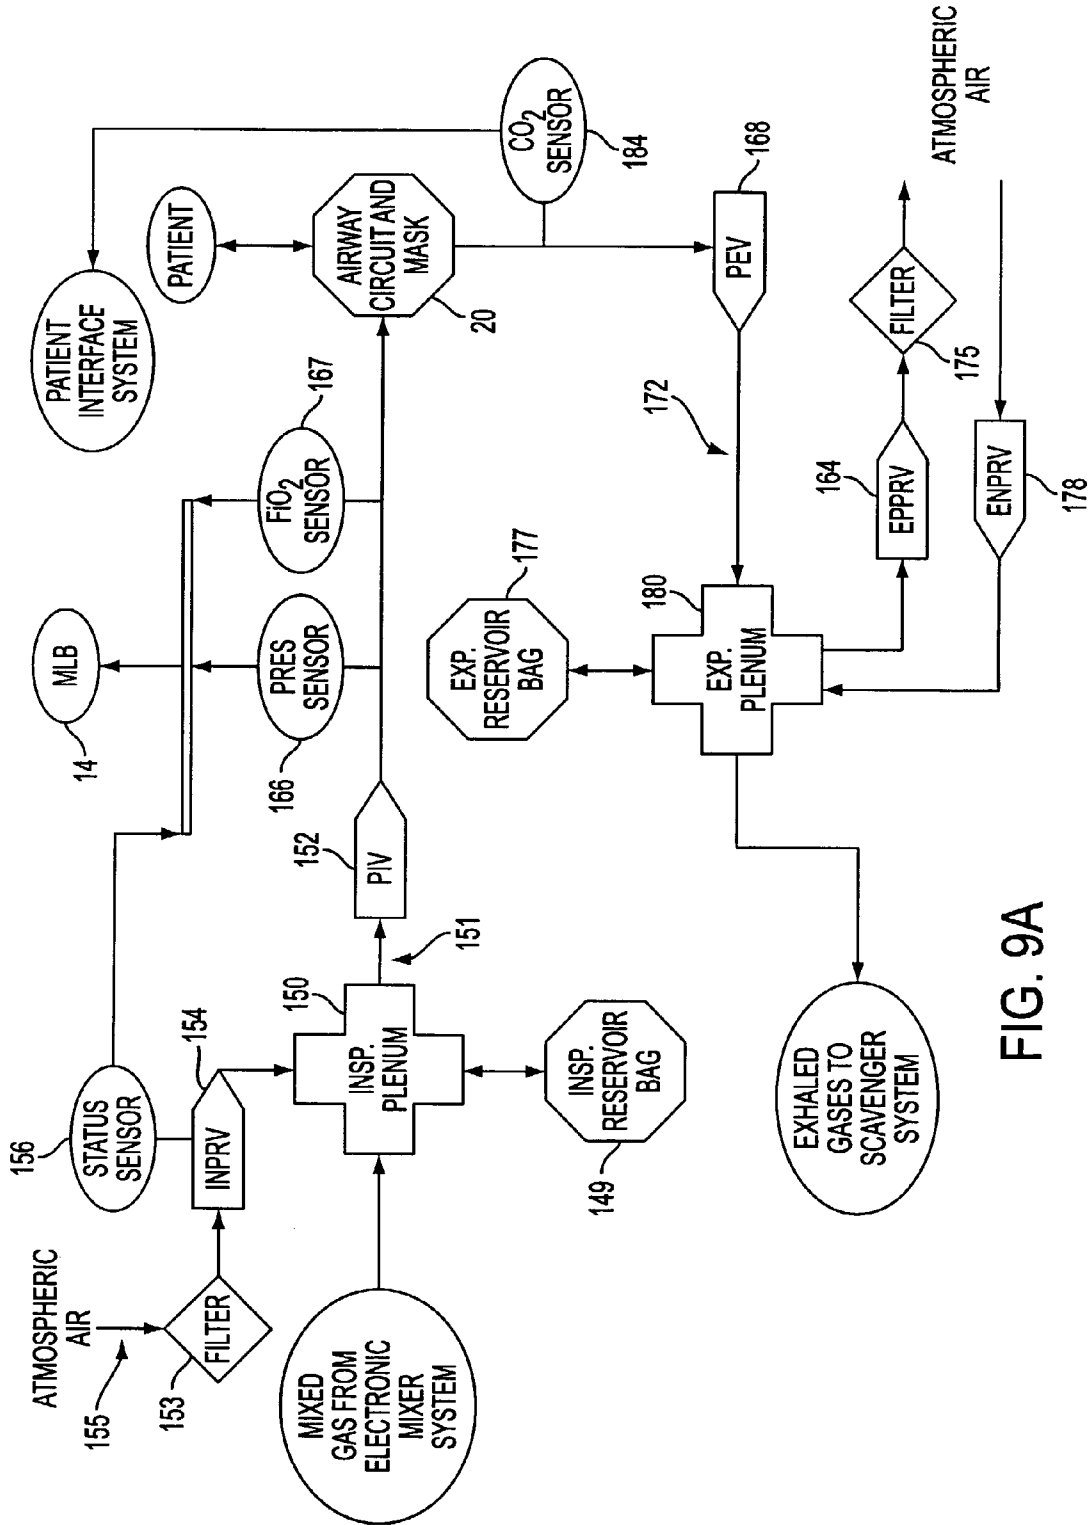 ATMOSPHERIC
AIR
155
153
FILTER
156
STATUS
SENSOR
INPRV
154
MIXED
GAS FROM
ELECTRONIC
MIXER
SYSTEM
INSP.
PLENUM
150
INSP.
RESERVOIR
BAG
149
151
152
PIV
14
MLB
166
PRES
SENSOR
167
FiO2
SENSOR
PATIENT
INTERFACE
SYSTEM
PATIENT
AIRWAY
CIRCUIT AND
MASK
20
CO2
SENSOR
184
PEV
168
172
EXP.
RESERVOIR
BAG
177
EXP.
PLENUM
180
EPPRV
164
FILTER
175
ATMOSPHERIC
AIR
ENPRV
178
EXHALED
GASES TO
SCAVENGER
SYSTEM
FIG. 9A